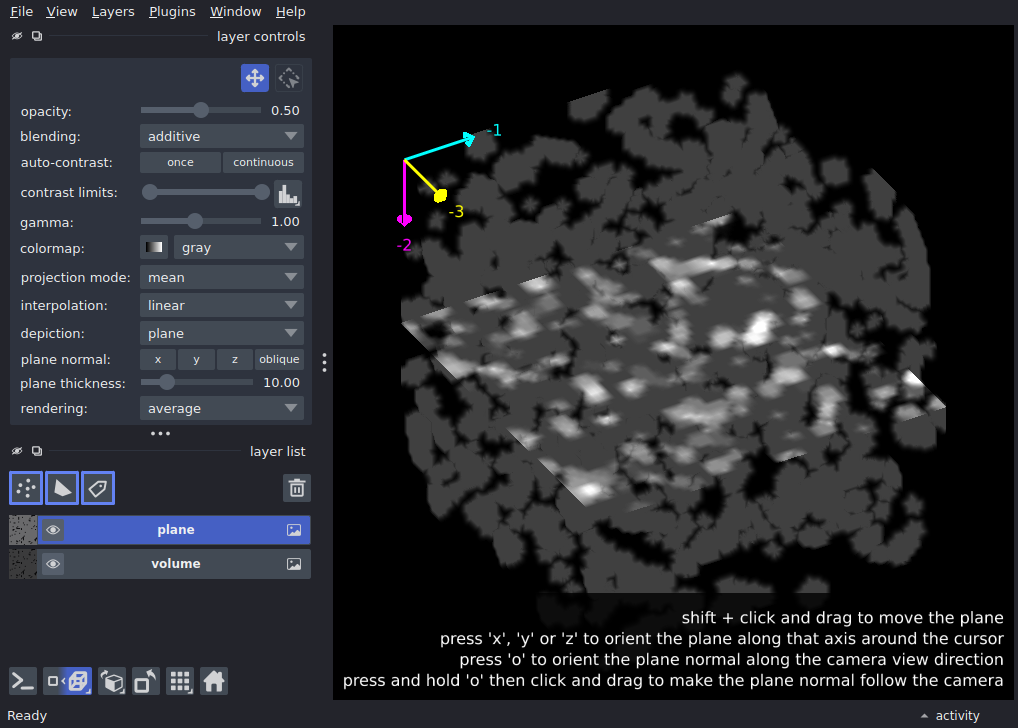 File View Layers Plugins Window Help
layer controls
opacity: 0.50
blending: additive
auto-contrast: once continuous
contrast limits:
gamma: 1.00
colormap: gray
projection mode: mean
interpolation: linear
depiction: plane
plane normal: x y z oblique
plane thickness: 10.00
rendering: average
layer list
plane
volume
Ready
-1
-3
-2
shift + click and drag to move the plane
press 'x', 'y' or 'z' to orient the plane along that axis around the cursor
press 'o' to orient the plane normal along the camera view direction
press and hold 'o' then click and drag to make the plane normal follow the camera
activity